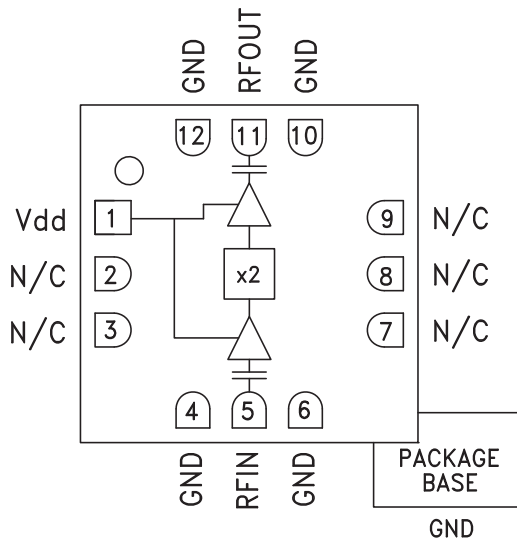 GND RFOUT GND
12 11 10
Vdd 1 9 N/C
N/C 2 x2 8 N/C
N/C 3 7 N/C
4 5 6
GND RFIN GND
PACKAGE
BASE
GND